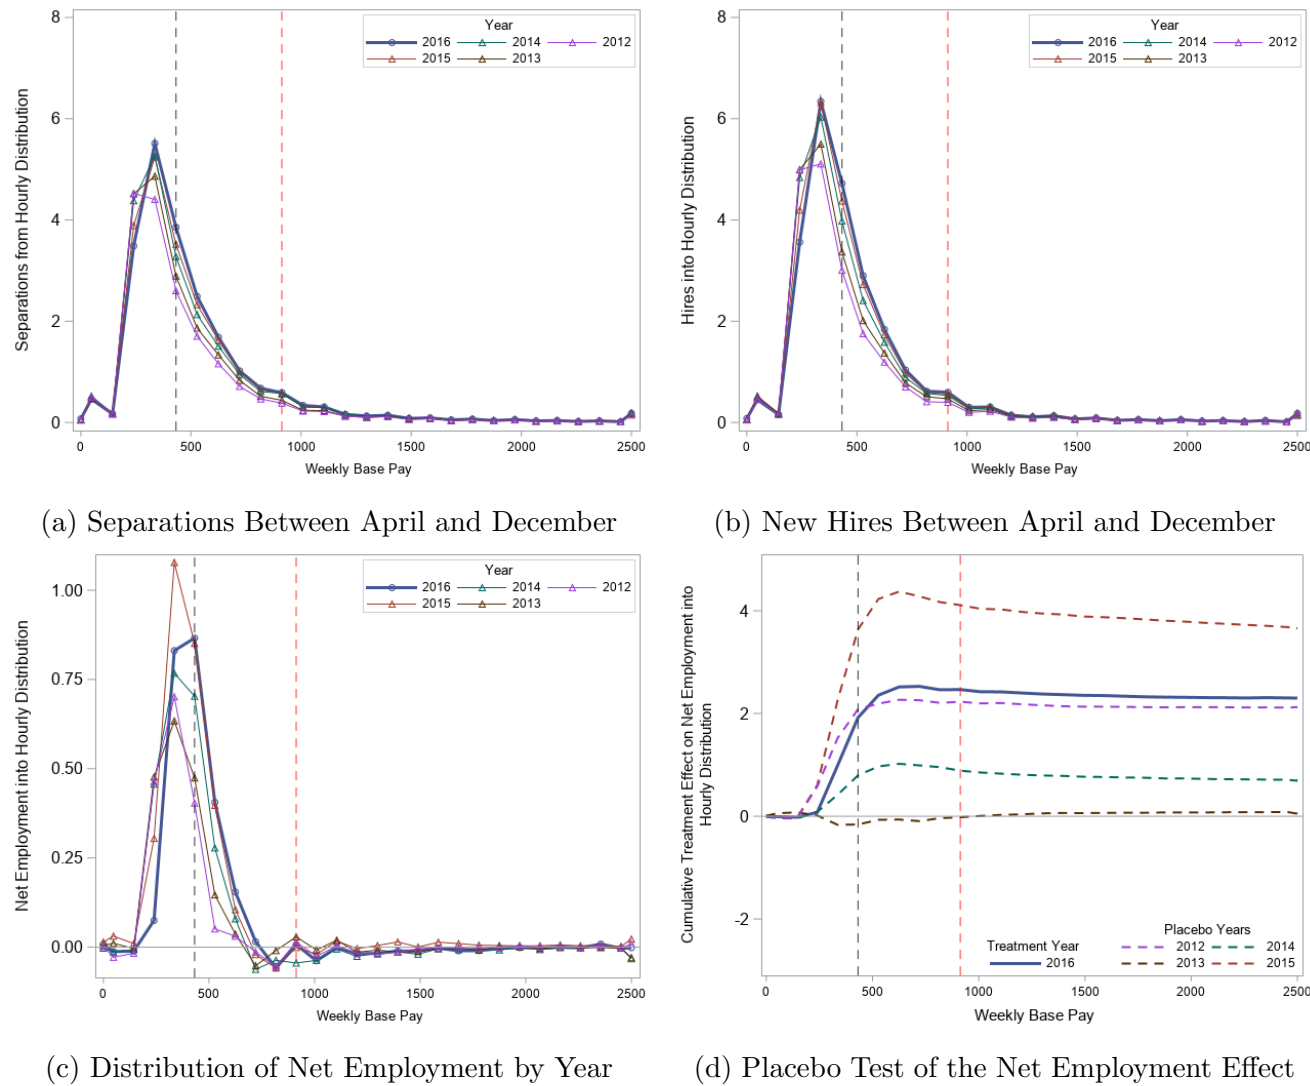 8
6
4
2
0
Separations from Hourly Distribution
Year
2016 2014 2012
2015 2013
0 500 1000 1500 2000 2500
Weekly Base Pay
(a) Separations Between April and December
8
6
4
2
0
Hires into Hourly Distribution
Year
2016 2014 2012
2015 2013
0 500 1000 1500 2000 2500
Weekly Base Pay
(b) New Hires Between April and December
1.00
0.75
0.50
0.25
0.00
Net Employment into Hourly Distribution
Year
2016 2014 2012
2015 2013
0 500 1000 1500 2000 2500
Weekly Base Pay
(c) Distribution of Net Employment by Year
4
2
0
-2
Cumulative Treatment Effect on Net Employment into
Hourly Distribution
Treatment Year
2016
Placebo Years
2012 2014
2013 2015
0 500 1000 1500 2000 2500
Weekly Base Pay
(d) Placebo Test of the Net Employment Effect